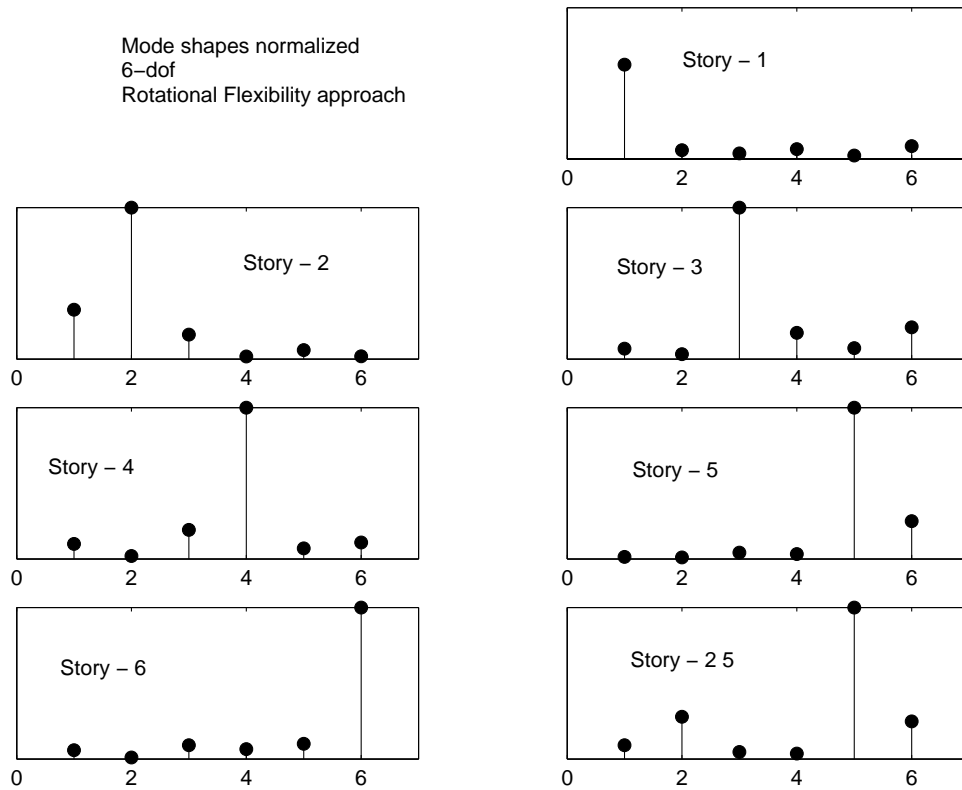 Mode shapes normalized
6−dof
Rotational Flexibility approach
Story − 1
0 2 4 6
Story − 2
0 2 4 6
Story − 3
0 2 4 6
Story − 4
0 2 4 6
Story − 5
0 2 4 6
Story − 6
0 2 4 6
Story − 2 5
0 2 4 6